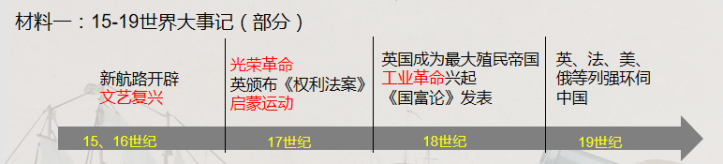 材料一：15-19世界大事记（部分）
新航路开辟
文艺复兴
光荣革命
英颁布《权利法案》
启蒙运动
英国成为最大殖民帝国
工业革命兴起
《国富论》发表
英、法、美、
俄等列强环伺
中国
15、16世纪
17世纪
18世纪
19世纪